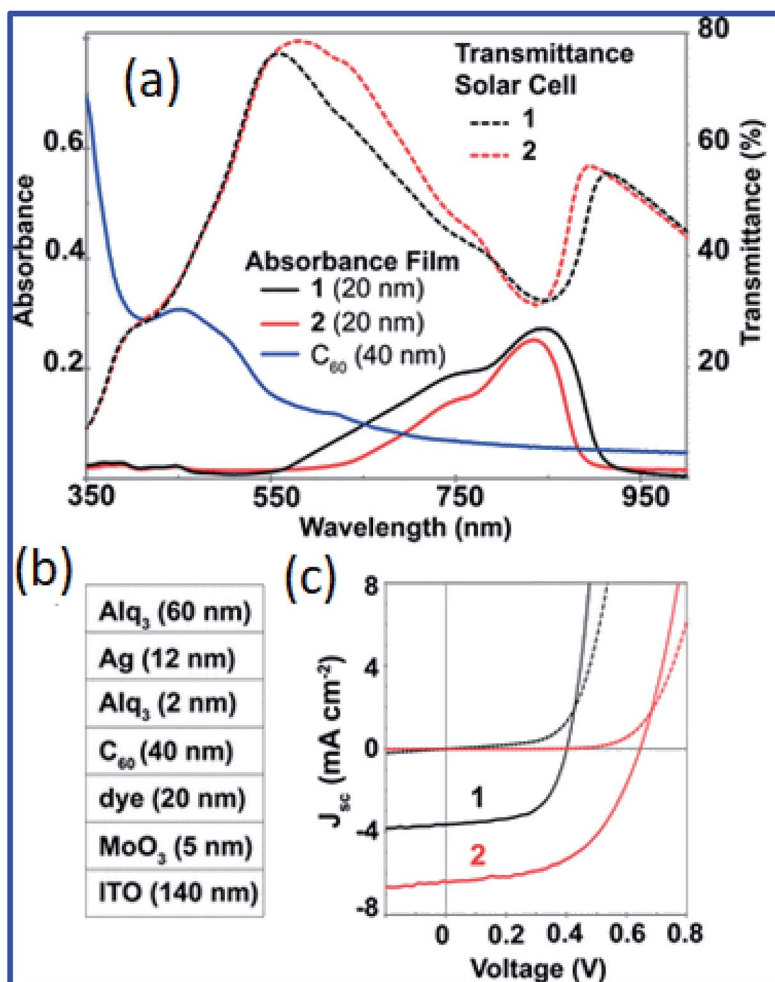 (a)
Transmittance
Solar Cell
1
2
Absorbance Film
1 (20 nm)
2 (20 nm)
C₆₀ (40 nm)
Absorbance
0.6
0.4
0.2
80
60
40
20
Transmittance (%)
350 550 750 950
Wavelength (nm)
(b)
Alq₃ (60 nm)
Ag (12 nm)
Alq₃ (2 nm)
C₆₀ (40 nm)
dye (20 nm)
MoO₃ (5 nm)
ITO (140 nm)
(c)
8
4
0
-4
-8
J_sc (mA cm⁻²)
1
2
0 0.2 0.4 0.6 0.8
Voltage (V)